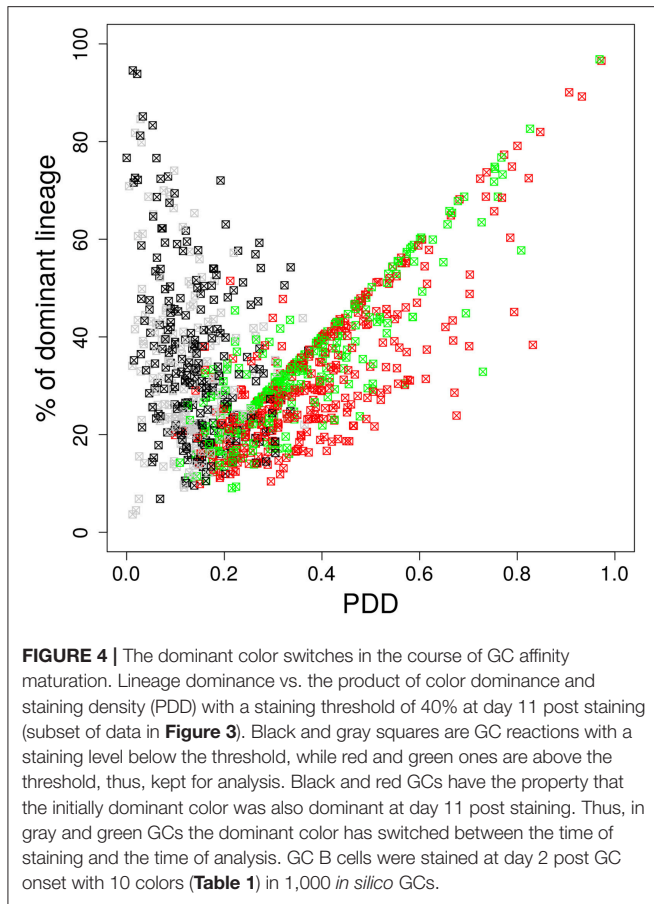 100
80
60
40
20
0
% of dominant lineage
0.0 0.2 0.4 0.6 0.8 1.0
PDD
FIGURE 4 | The dominant color switches in the course of GC affinity
maturation. Lineage dominance vs. the product of color dominance and
staining density (PDD) with a staining threshold of 40% at day 11 post staining
(subset of data in Figure 3). Black and gray squares are GC reactions with a
staining level below the threshold, while red and green ones are above the
threshold, thus, kept for analysis. Black and red GCs have the property that
the initially dominant color was also dominant at day 11 post staining. Thus, in
gray and green GCs the dominant color has switched between the time of
staining and the time of analysis. GC B cells were stained at day 2 post GC
onset with 10 colors (Table 1) in 1,000 in silico GCs.